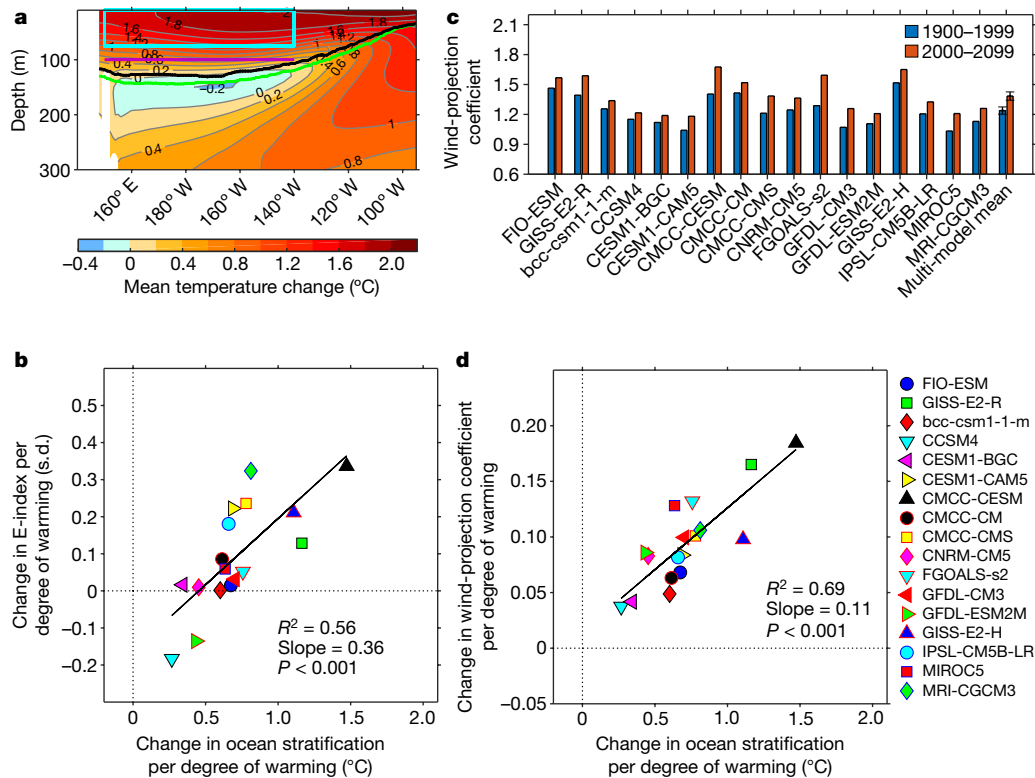 a
Depth (m)
100
200
300
1.6
1.8
2
1.4
0.8
0.4
0
−0.2
0.2
0.4
0.6
0.8
1
1.2
160° E
180° W
160° W
140° W
120° W
100° W
−0.4 0 0.4 0.8 1.2 1.6 2.0
Mean temperature change (°C)
c
Wind-projection
coefficient
2.1
1.8
1.5
1.2
0.9
0.6
1900–1999
2000–2099
FIO-ESM
GISS-E2-R
bcc-csm1-1-m
CCSM4
CESM1-BGC
CESM1-CAM5
CMCC-CESM
CMCC-CM
CMCC-CMS
CNRM-CM5
FGOALS-s2
GFDL-CM3
GFDL-ESM2M
GISS-E2-H
IPSL-CM5B-LR
MIROC5
MRI-CGCM3
Multi-model mean
b
Change in E-index per
degree of warming (s.d.)
0.5
0.4
0.3
0.2
0.1
0
−0.1
−0.2
R² = 0.56
Slope = 0.36
P < 0.001
0 0.5 1.0 1.5 2.0
Change in ocean stratification
per degree of warming (°C)
d
Change in wind-projection coefficient
per degree of warming
0.20
0.15
0.10
0.05
0
−0.05
R² = 0.69
Slope = 0.11
P < 0.001
0 0.5 1.0 1.5 2.0
Change in ocean stratification
per degree of warming (°C)
FIO-ESM
GISS-E2-R
bcc-csm1-1-m
CCSM4
CESM1-BGC
CESM1-CAM5
CMCC-CESM
CMCC-CM
CMCC-CMS
CNRM-CM5
FGOALS-s2
GFDL-CM3
GFDL-ESM2M
GISS-E2-H
IPSL-CM5B-LR
MIROC5
MRI-CGCM3